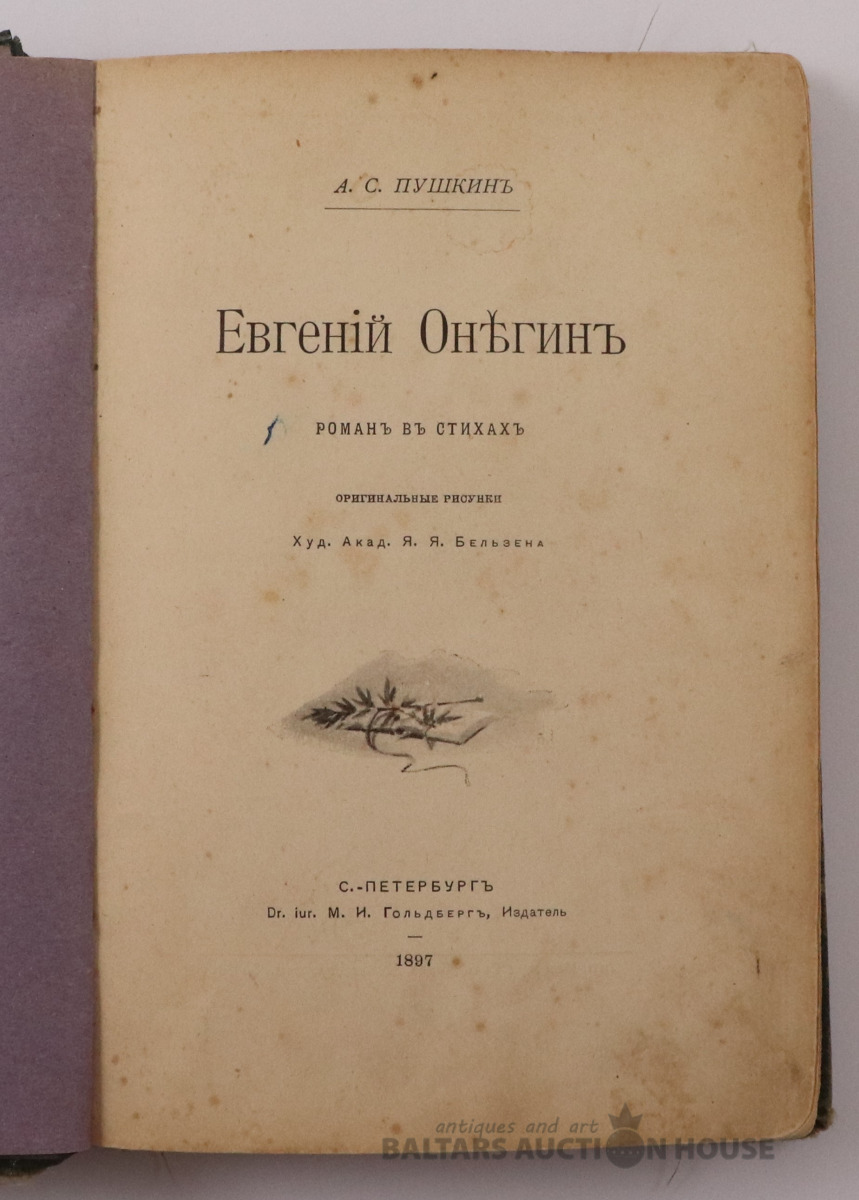 А. С. ПУШКИНЪ
ЕВГЕНІЙ ОНѢГИНЪ
РОМАНЪ ВЪ СТИХАХЪ
ОРИГИНАЛЬНЫЕ РИСУНКИ
Худ. Акад. Я. Я. БЕЛЬЗЕНА
С.-ПЕТЕРБУРГЪ
Dr. iur. М. И. ГОЛЬДБЕРГЪ, Издатель
1897
antiques and art
BALTARS AUCTION HOUSE